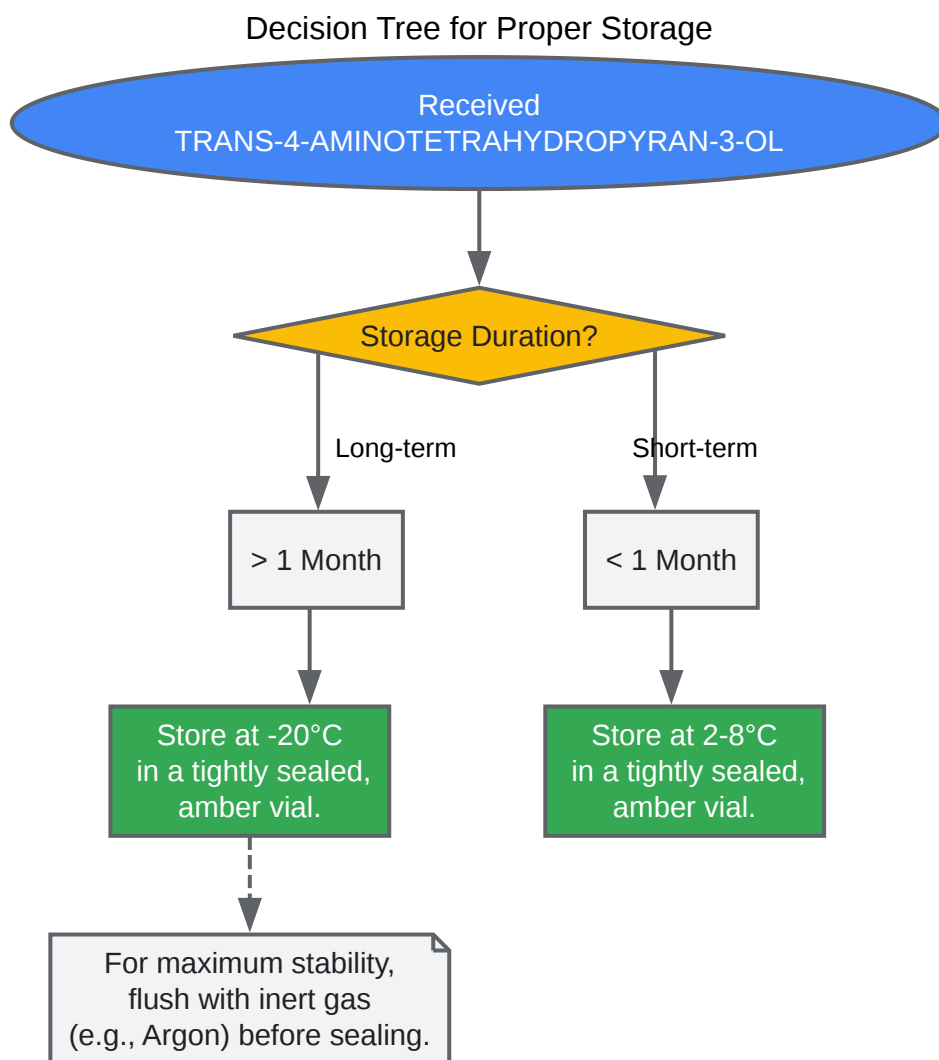 Decision Tree for Proper Storage
Received
TRANS-4-AMINOTETRAHYDROPYRAN-3-OL
Storage Duration?
Long-term
Short-term
> 1 Month
< 1 Month
Store at -20°C
in a tightly sealed,
amber vial.
Store at 2-8°C
in a tightly sealed,
amber vial.
For maximum stability,
flush with inert gas
(e.g., Argon) before sealing.